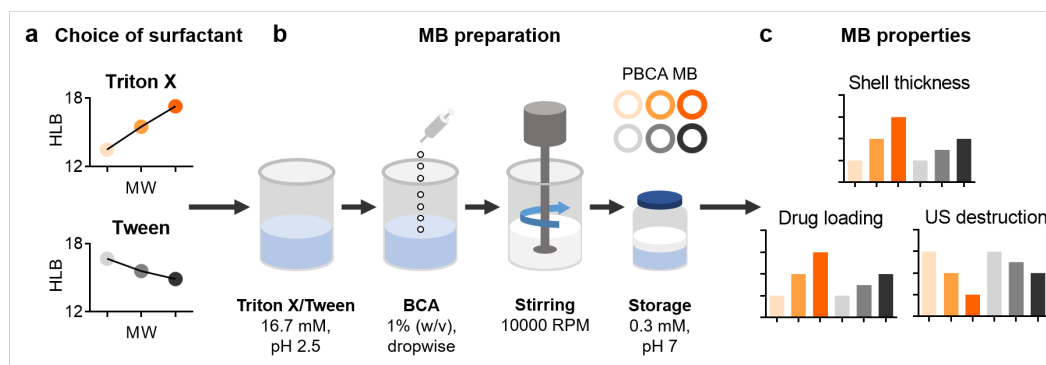 a Choice of surfactant
Triton X
18
HLB
12
MW
Tween
18
HLB
12
MW
b MB preparation
PBCA MB
Triton X/Tween
16.7 mM,
pH 2.5
BCA
1% (w/v),
dropwise
Stirring
10000 RPM
Storage
0.3 mM,
pH 7
c MB properties
Shell thickness
Drug loading
US destruction